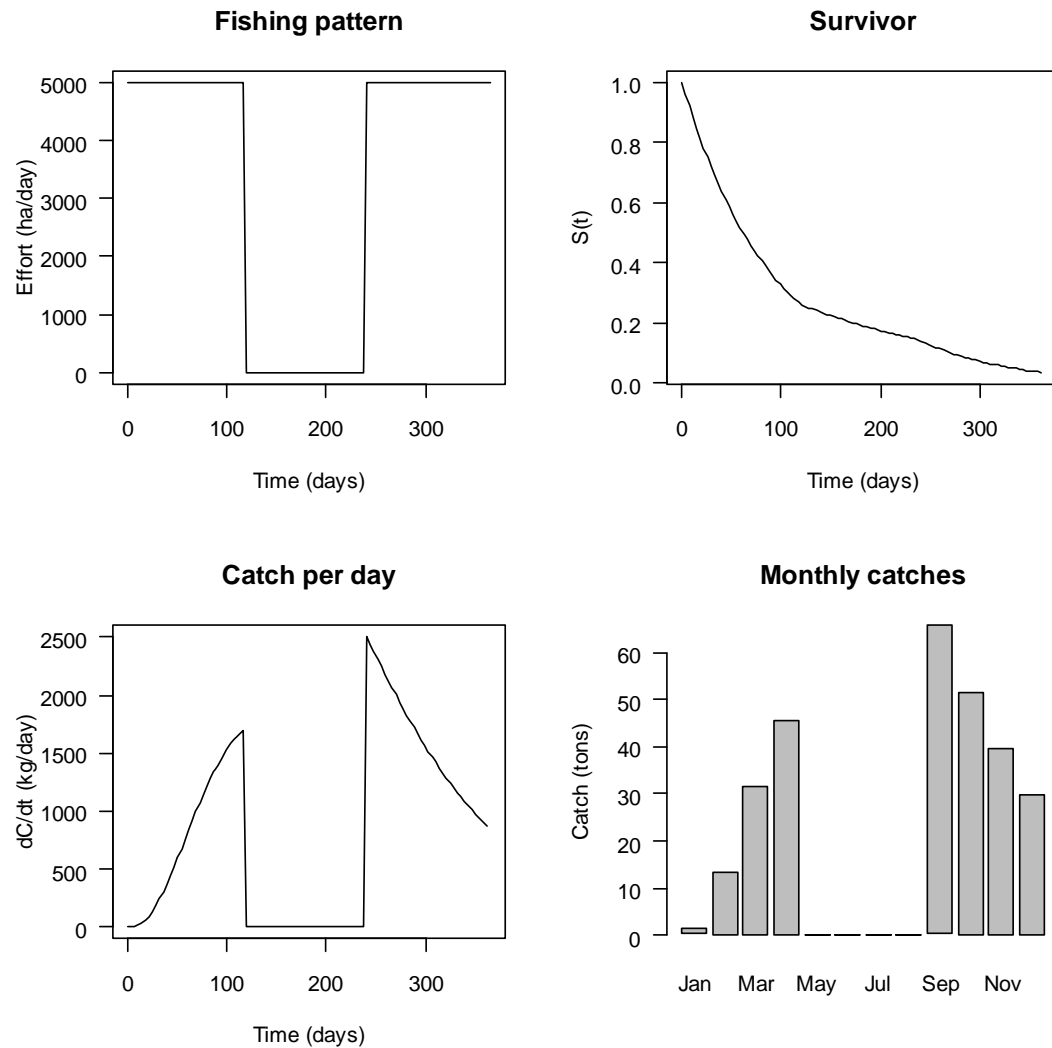 Fishing pattern
Effort (ha/day)
5000
4000
3000
2000
1000
0
0 100 200 300
Time (days)
Survivor
S(t)
1.0
0.8
0.6
0.4
0.2
0.0
0 100 200 300
Time (days)
Catch per day
dC/dt (kg/day)
2500
2000
1500
1000
500
0
0 100 200 300
Time (days)
Monthly catches
Catch (tons)
60
50
40
30
20
10
0
Jan Mar May Jul Sep Nov